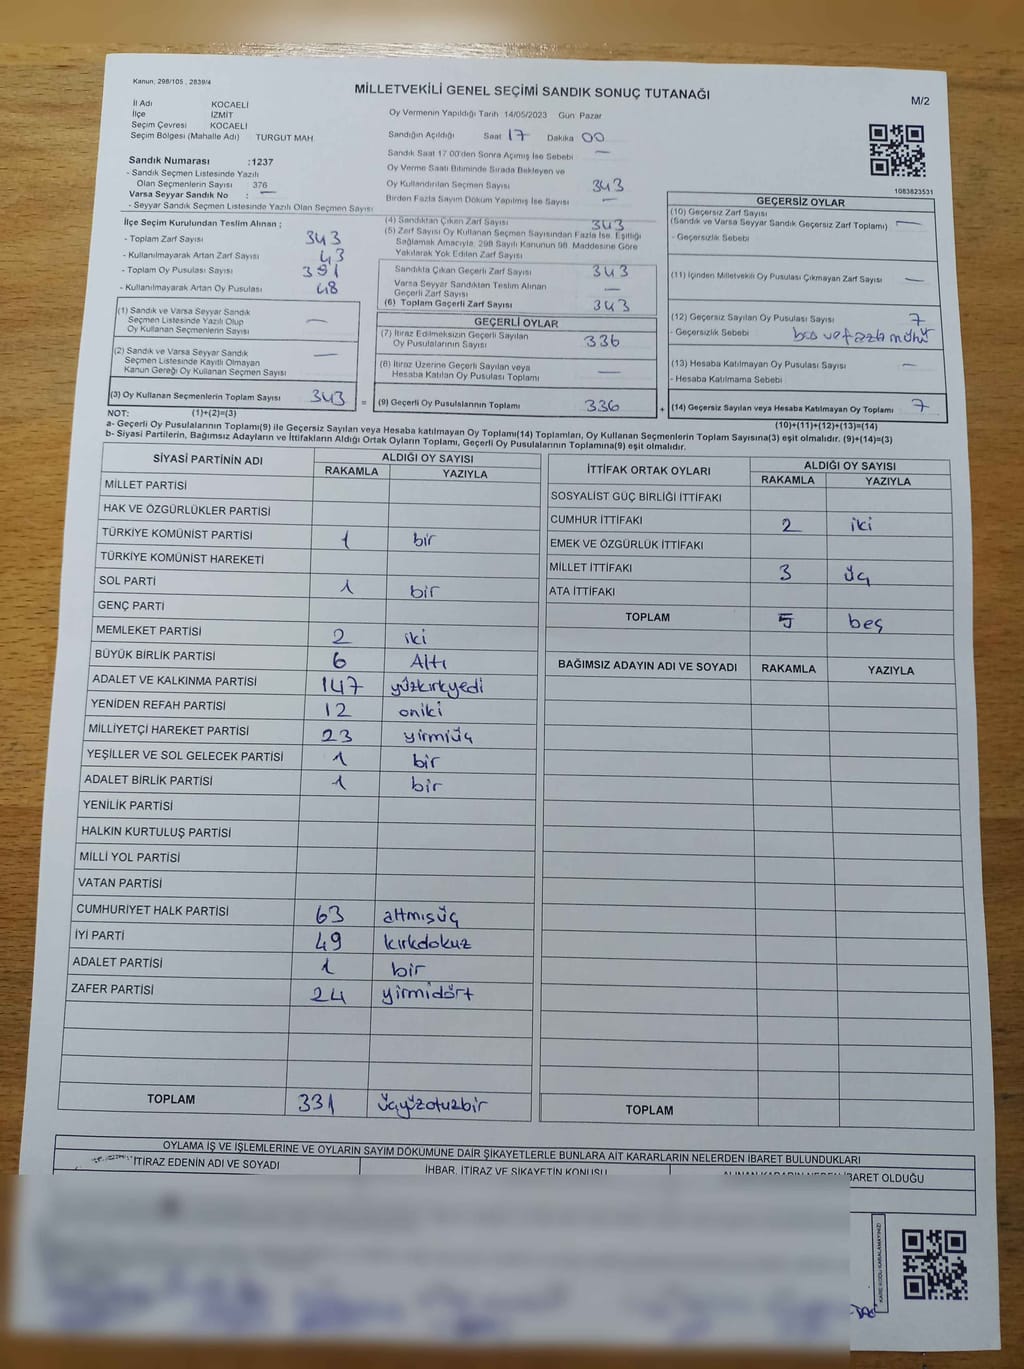 Kanun, 298/105 , 2839/4
MİLLETVEKİLİ GENEL SEÇİMİ SANDIK SONUÇ TUTANAĞI
M/2
İl Adı KOCAELİ
İlçe İZMİT
Seçim Çevresi KOCAELİ
Seçim Bölgesi (Mahalle Adı) TURGUT MAH
Sandık Numarası :1237
- Sandık Seçmen Listesinde Yazılı
Olan Seçmenlerin Sayısı : 376
Varsa Seyyar Sandık No : —
- Seyyar Sandık Seçmen Listesinde Yazılı Olan Seçmen Sayısı
Oy Vermenin Yapıldığı Tarih 14/05/2023 Gün Pazar
Sandığın Açıldığı Saat 17 Dakika 00
Sandık Saat 17 00'den Sonra Açımış İse Sebebi —
Oy Verme Saati Bitiminde Sırada Bekleyen ve
Oy Kullandırılan Seçmen Sayısı 343
Birden Fazla Sayım Döküm Yapılmış İse Sayısı —
1083823531
İlçe Seçim Kurulundan Teslim Alınan ;
- Toplam Zarf Sayısı 343
- Kullanılmayarak Artan Zarf Sayısı 43
- Toplam Oy Pusulası Sayısı 391
- Kullanılmayarak Artan Oy Pusulası 48
(1) Sandık ve Varsa Seyyar Sandık
Seçmen Listesinde Yazılı Olup
Oy Kullanan Seçmenlerin Sayısı —
(2) Sandık ve Varsa Seyyar Sandık
Seçmen Listesinde Kayıtlı Olmayan
Kanun Gereği Oy Kullanan Seçmen Sayısı —
(3) Oy Kullanan Seçmenlerin Toplam Sayısı 343 =
(4) Sandıktan Çıkan Zarf Sayısı 343
(5) Zarf Sayısı Oy Kullanan Seçmen Sayısından Fazla İse, Eşitliği
Sağlamak Amacıyla, 298 Sayılı Kanunun 98. Maddesine Göre
Yakılarak Yok Edilen Zarf Sayısı
Sandıkta Çıkan Geçerli Zarf Sayısı 343
Varsa Seyyar Sandıktan Teslim Alınan
Geçerli Zarf Sayısı —
(6) Toplam Geçerli Zarf Sayısı 343
GEÇERLİ OYLAR
(7) İtiraz Edilmeksizin Geçerli Sayılan
Oy Pusulalarının Sayısı 336
(8) İtiraz Üzerine Geçerli Sayılan veya
Hesaba Katılan Oy Pusulası Toplamı —
(9) Geçerli Oy Pusulalarının Toplamı 336 +
GEÇERSİZ OYLAR
(10) Geçersiz Zarf Sayısı
(Sandık ve Varsa Seyyar Sandık Geçersiz Zarf Toplamı) —
- Geçersizlik Sebebi
(11) İçinden Milletvekili Oy Pusulası Çıkmayan Zarf Sayısı —
(12) Geçersiz Sayılan Oy Pusulası Sayısı 7
- Geçersizlik Sebebi boş ve fazla mühür
(13) Hesaba Katılmayan Oy Pusulası Sayısı —
- Hesaba Katılmama Sebebi
(14) Geçersiz Sayılan veya Hesaba Katılmayan Oy Toplamı 7
NOT: (1)+(2)=(3) (10)+(11)+(12)+(13)=(14)
a- Geçerli Oy Pusulalarının Toplamı(9) ile Geçersiz Sayılan veya Hesaba katılmayan Oy Toplamı(14) Toplamları, Oy Kullanan Seçmenlerin Toplam Sayısına(3) eşit olmalıdır. (9)+(14)=(3)
b- Siyasi Partilerin, Bağımsız Adayların ve İttifakların Aldığı Ortak Oyların Toplamı, Geçerli Oy Pusulalarının Toplamına(9) eşit olmalıdır.
SİYASİ PARTİNİN ADI ALDIĞI OY SAYISI
RAKAMLA YAZIYLA
MİLLET PARTİSİ
HAK VE ÖZGÜRLÜKLER PARTİSİ
TÜRKİYE KOMÜNİST PARTİSİ 1 bir
TÜRKİYE KOMÜNİST HAREKETİ
SOL PARTİ 1 bir
GENÇ PARTİ
MEMLEKET PARTİSİ 2 iki
BÜYÜK BİRLİK PARTİSİ 6 Altı
ADALET VE KALKINMA PARTİSİ 147 yüzkırkyedi
YENİDEN REFAH PARTİSİ 12 oniki
MİLLİYETÇİ HAREKET PARTİSİ 23 yirmiüç
YEŞİLLER VE SOL GELECEK PARTİSİ 1 bir
ADALET BİRLİK PARTİSİ 1 bir
YENİLİK PARTİSİ
HALKIN KURTULUŞ PARTİSİ
MİLLİ YOL PARTİSİ
VATAN PARTİSİ
CUMHURİYET HALK PARTİSİ 63 altmışüç
İYİ PARTİ 49 kırkdokuz
ADALET PARTİSİ 1 bir
ZAFER PARTİSİ 24 yirmidört
TOPLAM 331 üçyüzotuzbir
İTTİFAK ORTAK OYLARI ALDIĞI OY SAYISI
RAKAMLA YAZIYLA
SOSYALİST GÜÇ BİRLİĞİ İTTİFAKI
CUMHUR İTTİFAKI 2 iki
EMEK VE ÖZGÜRLÜK İTTİFAKI
MİLLET İTTİFAKI 3 üç
ATA İTTİFAKI
TOPLAM 5 beş
BAĞIMSIZ ADAYIN ADI VE SOYADI RAKAMLA YAZIYLA
TOPLAM
OYLAMA İŞ VE İŞLEMLERİNE VE OYLARIN SAYIM DÖKÜMÜNE DAİR ŞİKAYETLERLE BUNLARA AİT KARARLARIN NELERDEN İBARET BULUNDUKLARI
İTİRAZ EDENİN ADI VE SOYADI
İHBAR, İTİRAZ VE ŞİKAYETİN KONUSU
ALINAN KARARIN NEDEN İBARET OLDUĞU
KARE KODU KARALAMAYINIZ!